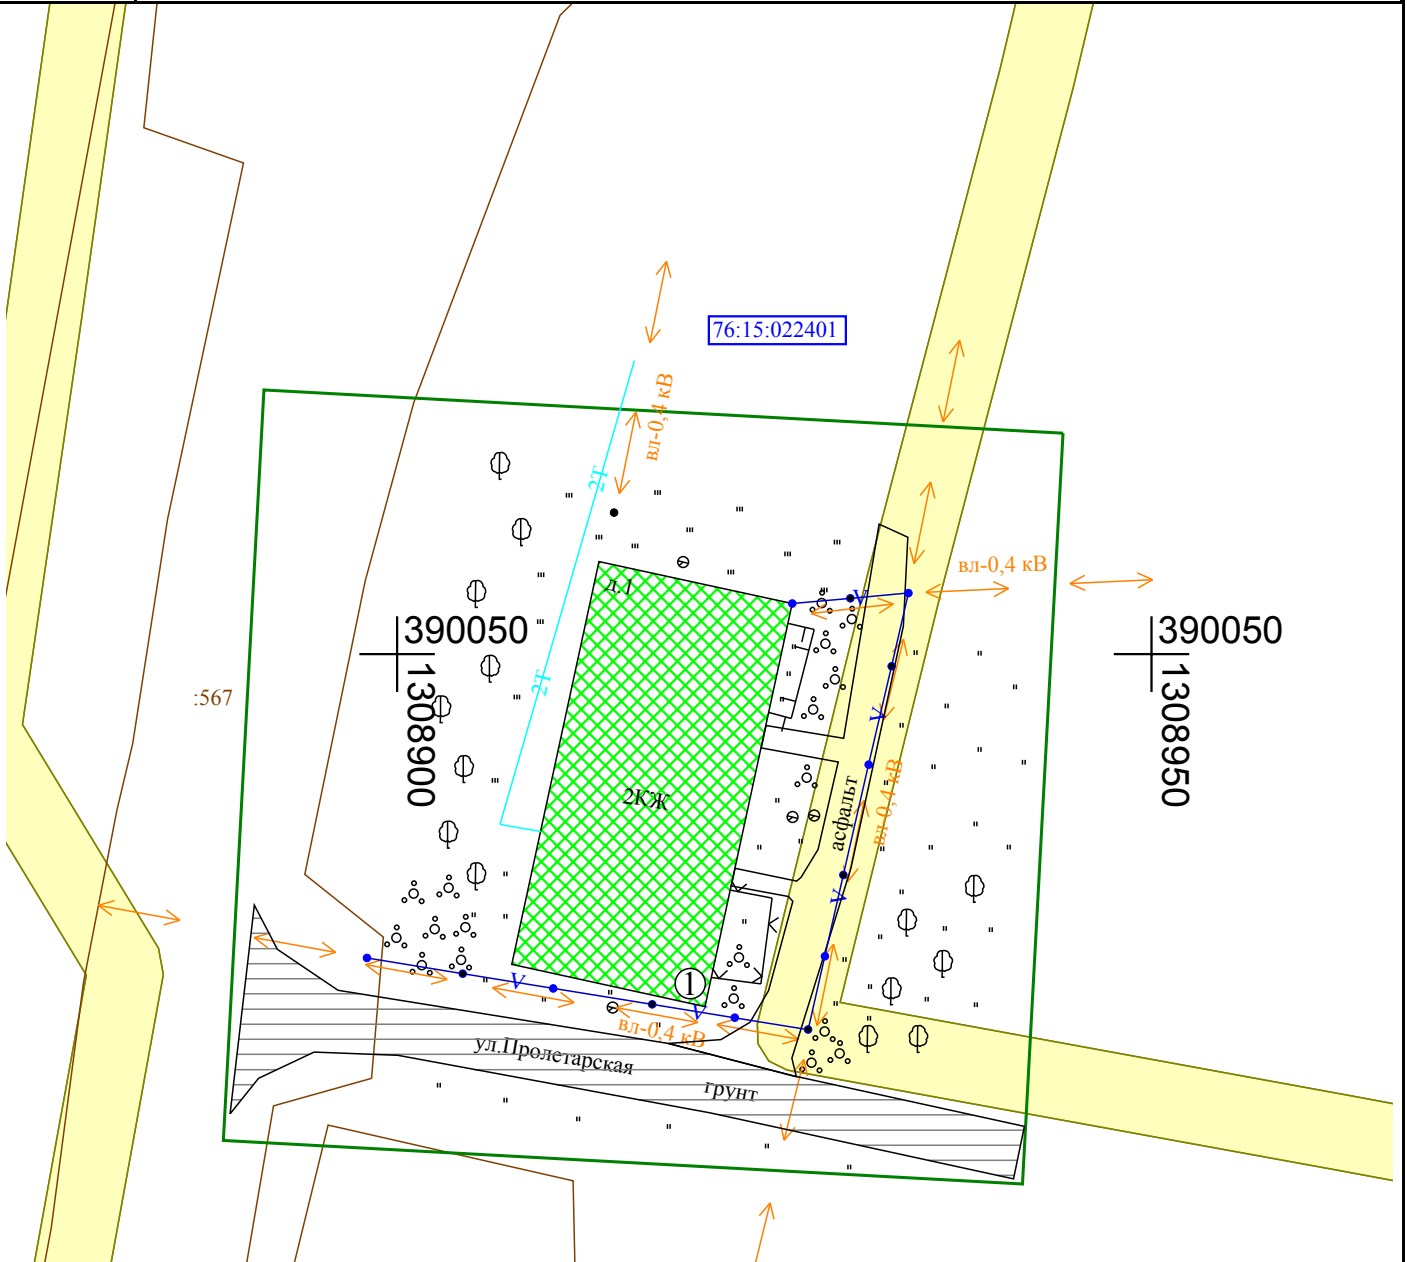 76:15:022401
вл-0,4 кВ
2Т
вл-0,4 кВ
д.1
V
390050
390050
1308900
1308950
:567
2Т
V
2КЖ
асфальт
вл-0,4 кВ
V
V
1
V
вл-0,4 кВ
ул.Пролетарская
грунт